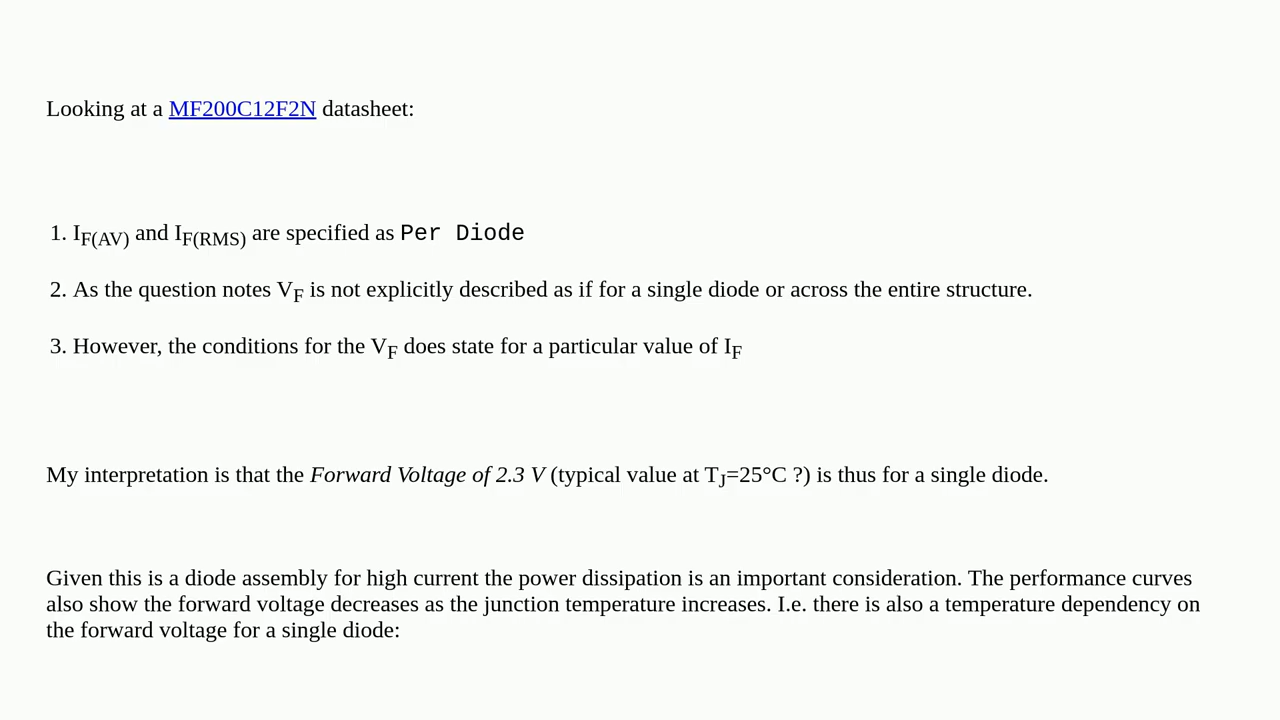 Looking at a MF200C12F2N datasheet:
1. IF(AV) and IF(RMS) are specified as Per Diode
2. As the question notes VF is not explicitly described as if for a single diode or across the entire structure.
3. However, the conditions for the VF does state for a particular value of IF
My interpretation is that the Forward Voltage of 2.3 V (typical value at TJ=25°C ?) is thus for a single diode.
Given this is a diode assembly for high current the power dissipation is an important consideration. The performance curves
also show the forward voltage decreases as the junction temperature increases. I.e. there is also a temperature dependency on
the forward voltage for a single diode: